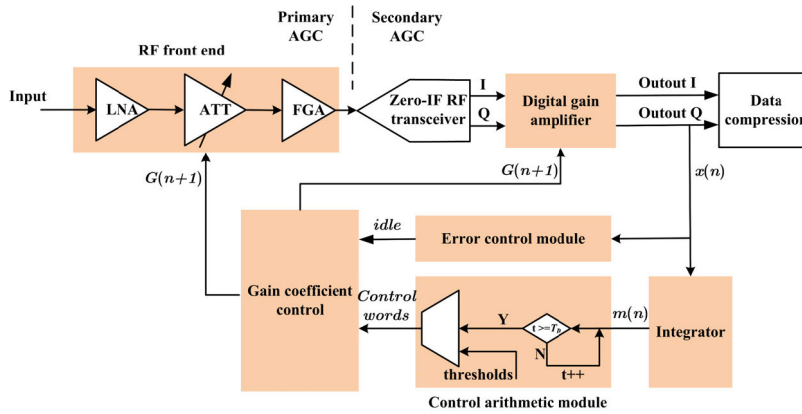 Primary
AGC
Secondary
AGC
RF front end
Input
LNA
ATT
FGA
Zero-IF RF
transceiver
I
Q
Digital gain
amplifier
Outout I
Outout Q
Data
compression
G(n+1)
G(n+1)
x(n)
idle
Error control module
Gain coefficient
control
Control
words
Y
t >=T_B
N
t++
thresholds
m(n)
Integrator
Control arithmetic module